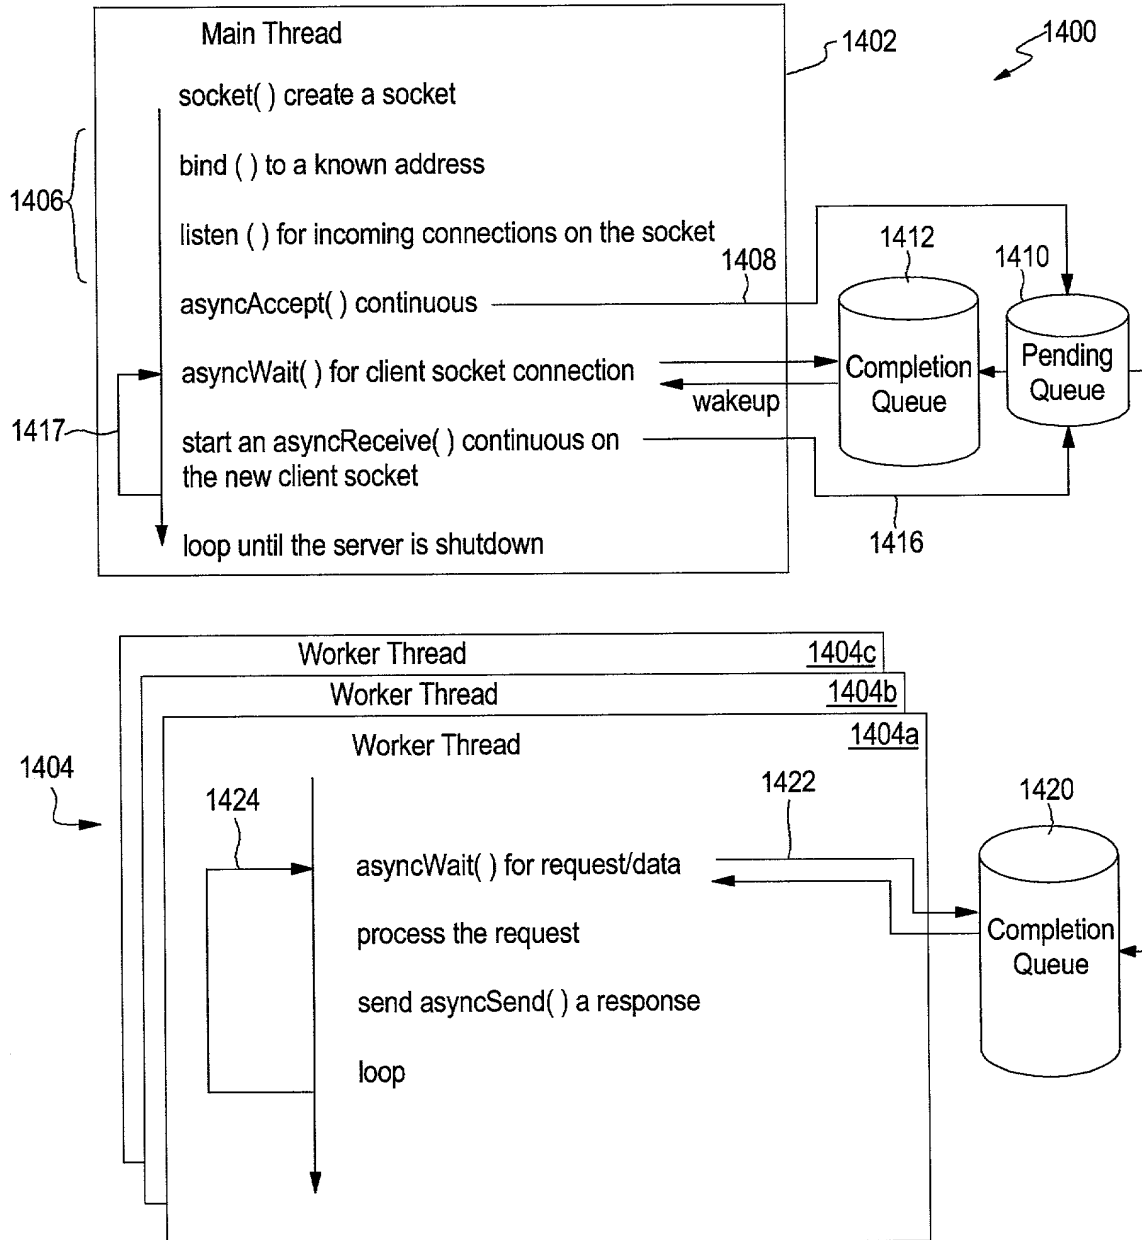 Main Thread
1402
1400
socket( ) create a socket
bind ( ) to a known address
1406
listen ( ) for incoming connections on the socket
1412
1410
1408
asyncAccept( ) continuous
asyncWait( ) for client socket connection
Completion
Queue
Pending
Queue
wakeup
1417
start an asyncReceive( ) continuous on
the new client socket
1416
loop until the server is shutdown
Worker Thread
1404c
Worker Thread
1404b
Worker Thread
1404a
1404
1424
1422
1420
asyncWait( ) for request/data
process the request
Completion
Queue
send asyncSend( ) a response
loop